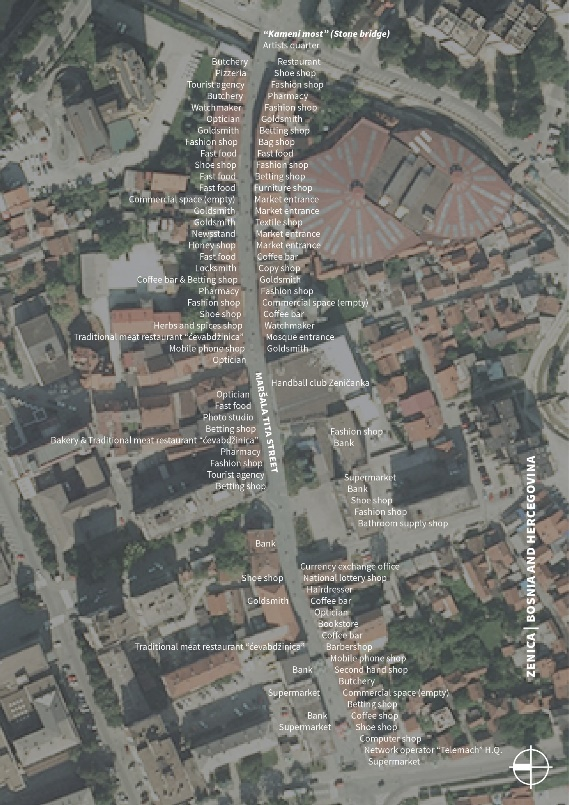 “Kameni most” (Stone bridge)
Artists quarter
Butchery
Pizzeria
Tourist agency
Butchery
Watchmaker
Optician
Goldsmith
Fashion shop
Fast food
Shoe shop
Fast food
Fast food
Commercial space (empty)
Goldsmith
Goldsmith
Newsstand
Honey shop
Fast food
Locksmith
Coffee bar & Betting shop
Pharmacy
Fashion shop
Shoe shop
Herbs and spices shop
Traditional meat restaurant “ćevabdžinica”
Mobile phone shop
Optician
Restaurant
Shoe shop
Fashion shop
Pharmacy
Fashion shop
Goldsmith
Betting shop
Bag shop
Fast food
Fashion shop
Betting shop
Furniture shop
Market entrance
Market entrance
Textile shop
Market entrance
Market entrance
Coffee bar
Copy shop
Goldsmith
Fashion shop
Commercial space (empty)
Coffee bar
Watchmaker
Mosque entrance
Goldsmith
MARŠALA TITA STREET
Handball club Zeničanka
Optician
Fast food
Photo studio
Betting shop
Bakery & Traditional meat restaurant “ćevabdžinica”
Pharmacy
Fashion shop
Tourist agency
Betting shop
Fashion shop
Bank
Supermarket
Bank
Shoe shop
Fashion shop
Bathroom supply shop
Bank
Shoe shop
Goldsmith
Traditional meat restaurant “ćevabdžinica”
Bank
Supermarket
Bank
Supermarket
Currency exchange office
National lottery shop
Hairdresser
Coffee bar
Optician
Bookstore
Coffee bar
Barbershop
Mobile phone shop
Second hand shop
Butchery
Commercial space (empty)
Betting shop
Coffee shop
Shoe shop
Computer shop
Network operator “Telemach” H.Q.
Supermarket
ZENICA | BOSNIA AND HERCEGOVINA